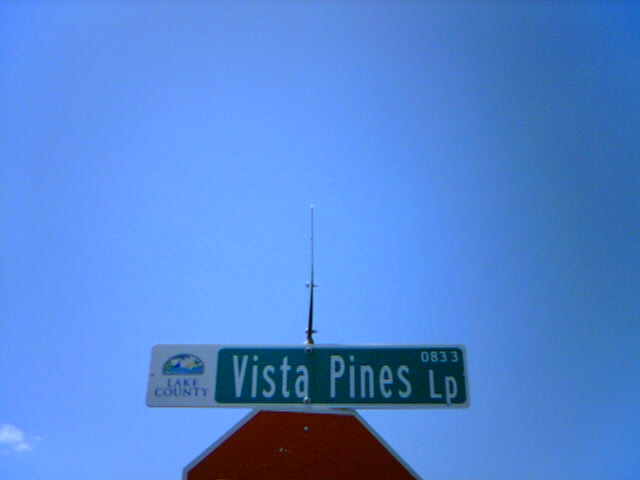 LAKE
COUNTY
Vista Pines Lp
0833